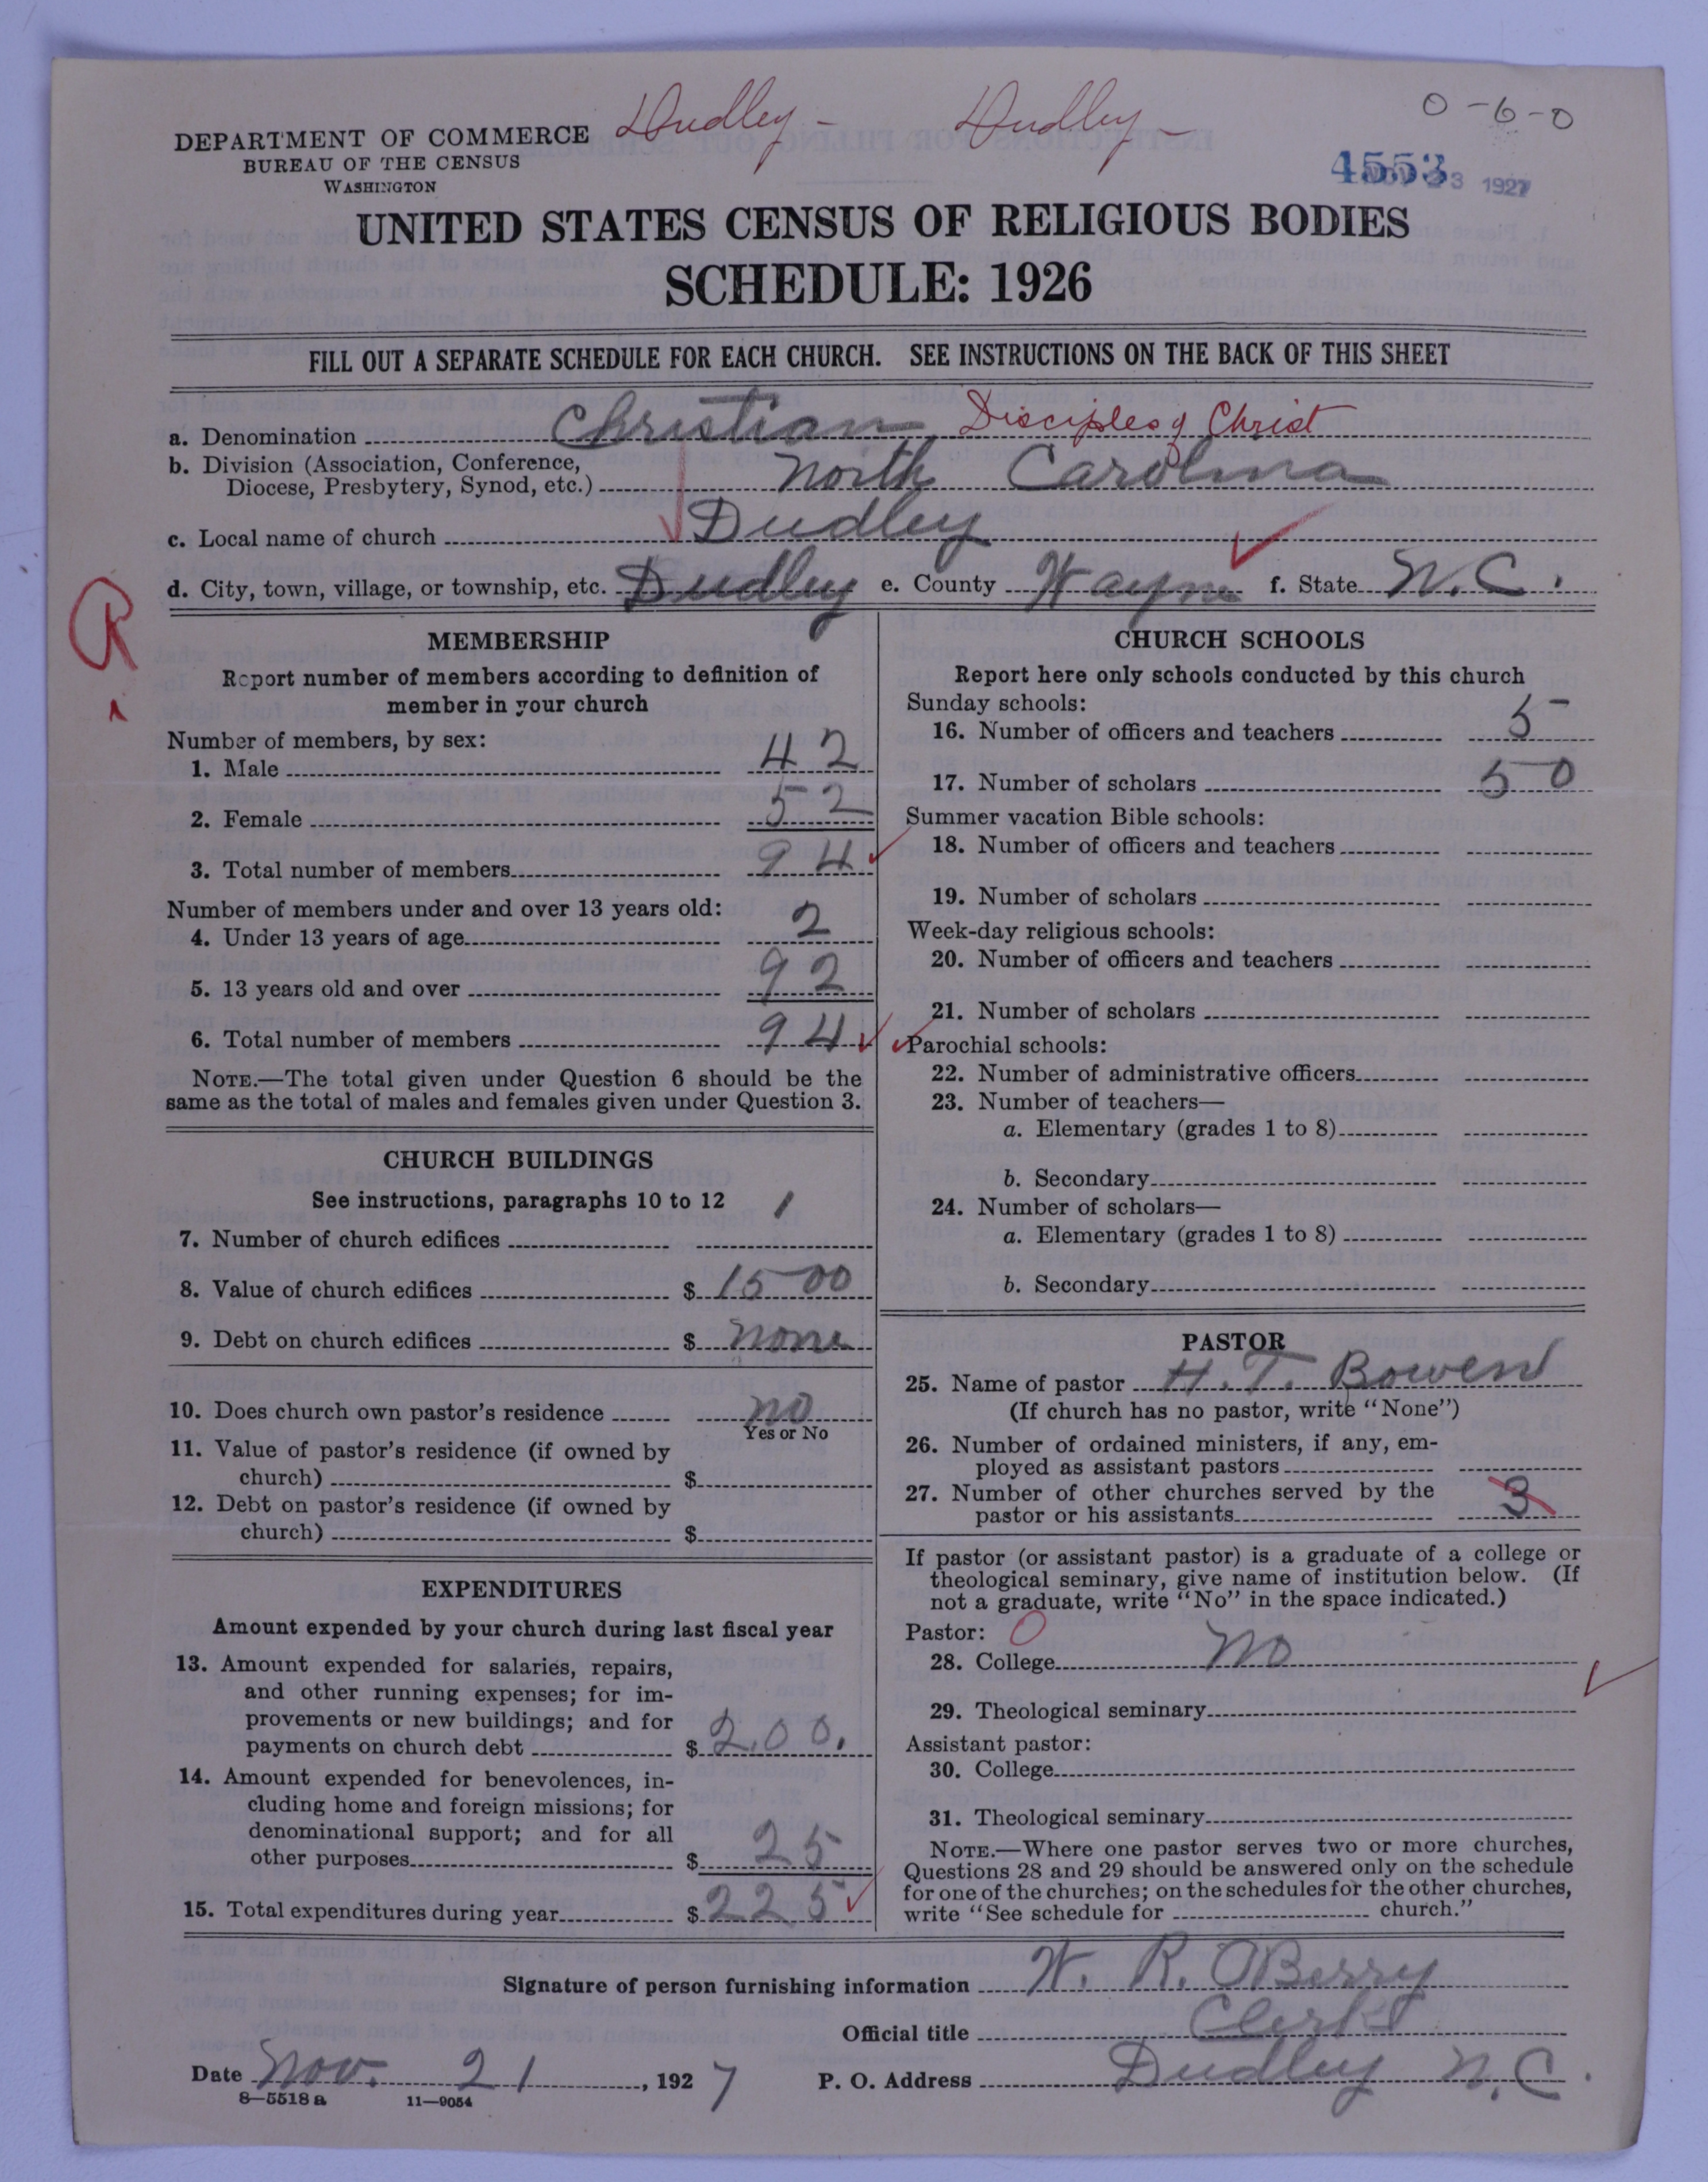 Dudley - Dudley -
0-6-0
DEPARTMENT OF COMMERCE
BUREAU OF THE CENSUS
WASHINGTON
4553 3 1927
UNITED STATES CENSUS OF RELIGIOUS BODIES
SCHEDULE: 1926
FILL OUT A SEPARATE SCHEDULE FOR EACH CHURCH. SEE INSTRUCTIONS ON THE BACK OF THIS SHEET
a. Denomination Christian Disciples of Christ
b. Division (Association, Conference,
Diocese, Presbytery, Synod, etc.) North Carolina
c. Local name of church Dudley
d. City, town, village, or township, etc. Dudley e. County Wayne f. State N.C.
R
MEMBERSHIP
Report number of members according to definition of
member in your church
Number of members, by sex:
1. Male 42
2. Female 52
3. Total number of members 94
Number of members under and over 13 years old:
4. Under 13 years of age 2
5. 13 years old and over 92
6. Total number of members 94
NOTE.—The total given under Question 6 should be the
same as the total of males and females given under Question 3.
CHURCH BUILDINGS
See instructions, paragraphs 10 to 12
7. Number of church edifices 1
8. Value of church edifices $ 1500
9. Debt on church edifices $ none
10. Does church own pastor's residence no
Yes or No
11. Value of pastor's residence (if owned by
church) $
12. Debt on pastor's residence (if owned by
church) $
EXPENDITURES
Amount expended by your church during last fiscal year
13. Amount expended for salaries, repairs,
and other running expenses; for im-
provements or new buildings; and for
payments on church debt $ 200.
14. Amount expended for benevolences, in-
cluding home and foreign missions; for
denominational support; and for all
other purposes $ 25
15. Total expenditures during year $ 225
CHURCH SCHOOLS
Report here only schools conducted by this church
Sunday schools:
16. Number of officers and teachers 5
17. Number of scholars 50
Summer vacation Bible schools:
18. Number of officers and teachers
19. Number of scholars
Week-day religious schools:
20. Number of officers and teachers
21. Number of scholars
Parochial schools:
22. Number of administrative officers
23. Number of teachers—
a. Elementary (grades 1 to 8)
b. Secondary
24. Number of scholars—
a. Elementary (grades 1 to 8)
b. Secondary
PASTOR
25. Name of pastor H. T. Bowen
(If church has no pastor, write "None")
26. Number of ordained ministers, if any, em-
ployed as assistant pastors
27. Number of other churches served by the
pastor or his assistants 3
If pastor (or assistant pastor) is a graduate of a college or
theological seminary, give name of institution below. (If
not a graduate, write "No" in the space indicated.)
Pastor: 0
28. College No
29. Theological seminary
Assistant pastor:
30. College
31. Theological seminary
NOTE.—Where one pastor serves two or more churches,
Questions 28 and 29 should be answered only on the schedule
for one of the churches; on the schedules for the other churches,
write "See schedule for church."
Signature of person furnishing information W. R. OBerry
Official title Clerk
Date Nov. 21, 1927 P. O. Address Dudley N.C.
8—5518 a 11—9054